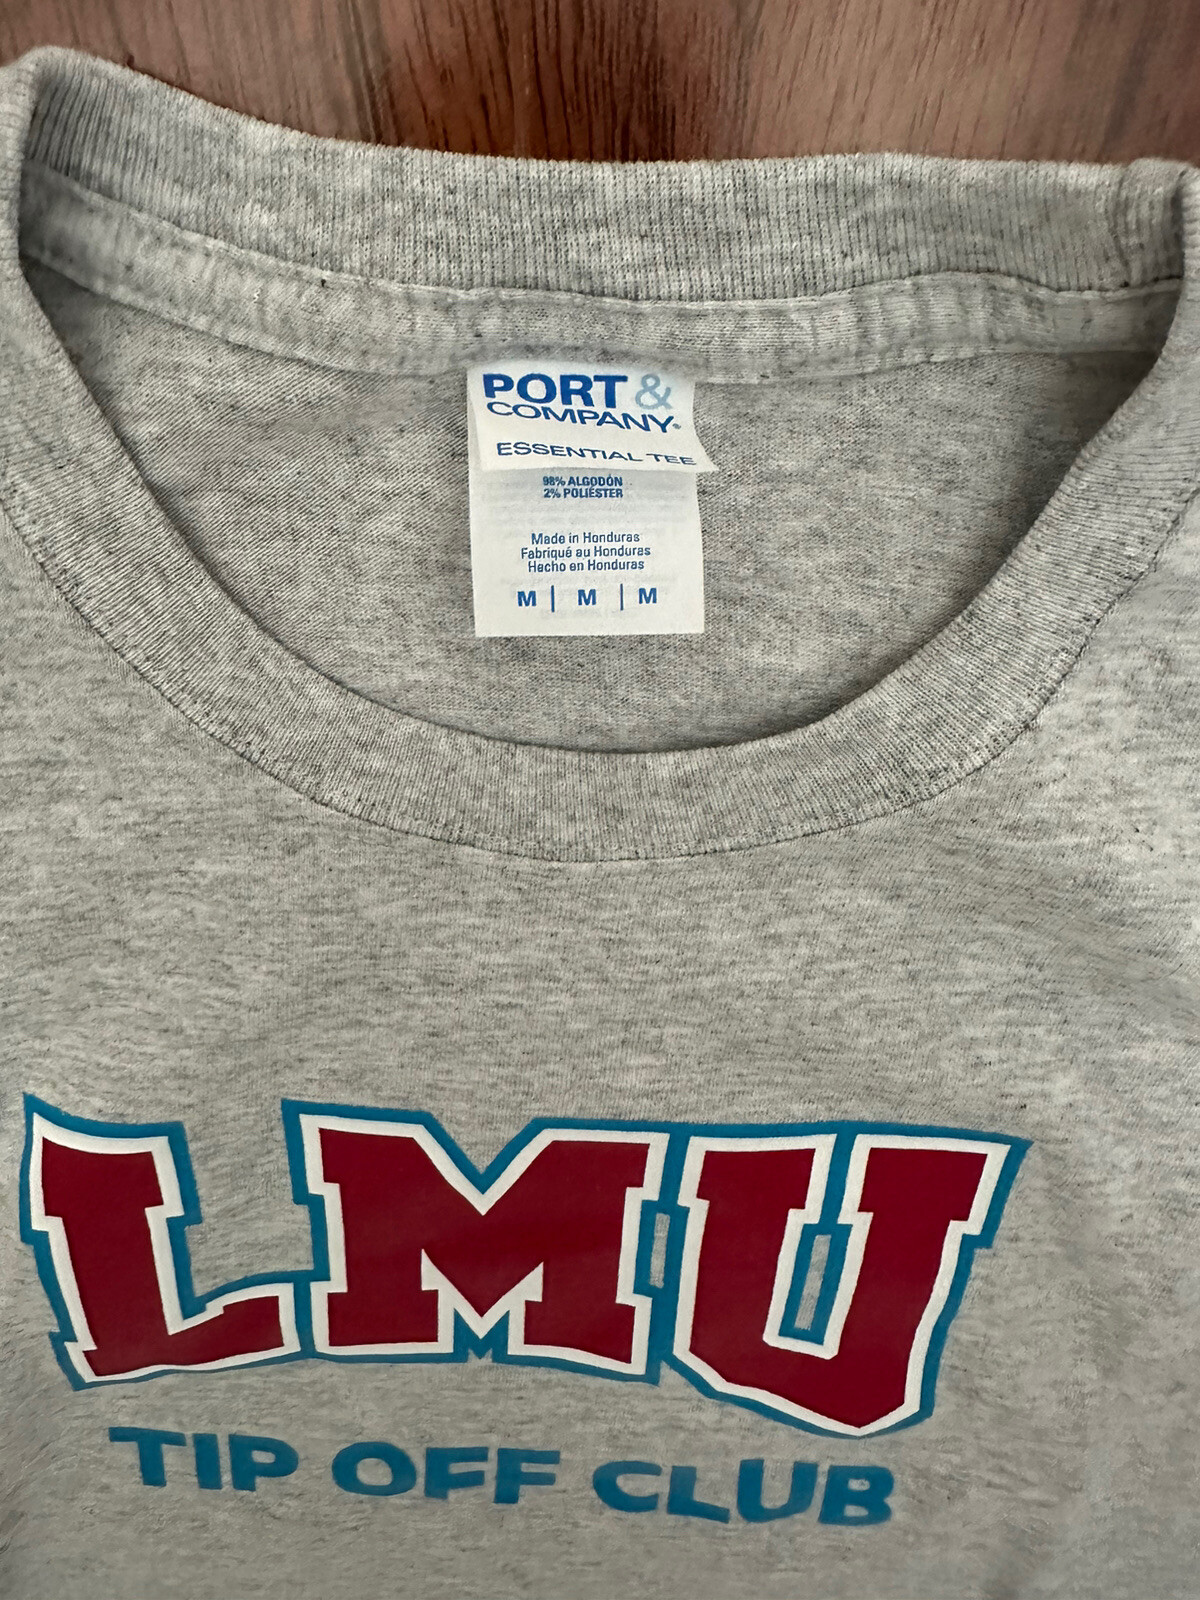 PORT &
COMPANY®
ESSENTIAL TEE
98% ALGODÓN
2% POLIÉSTER
Made in Honduras
Fabriqué au Honduras
Hecho en Honduras
M | M | M
LMU
TIP OFF CLUB